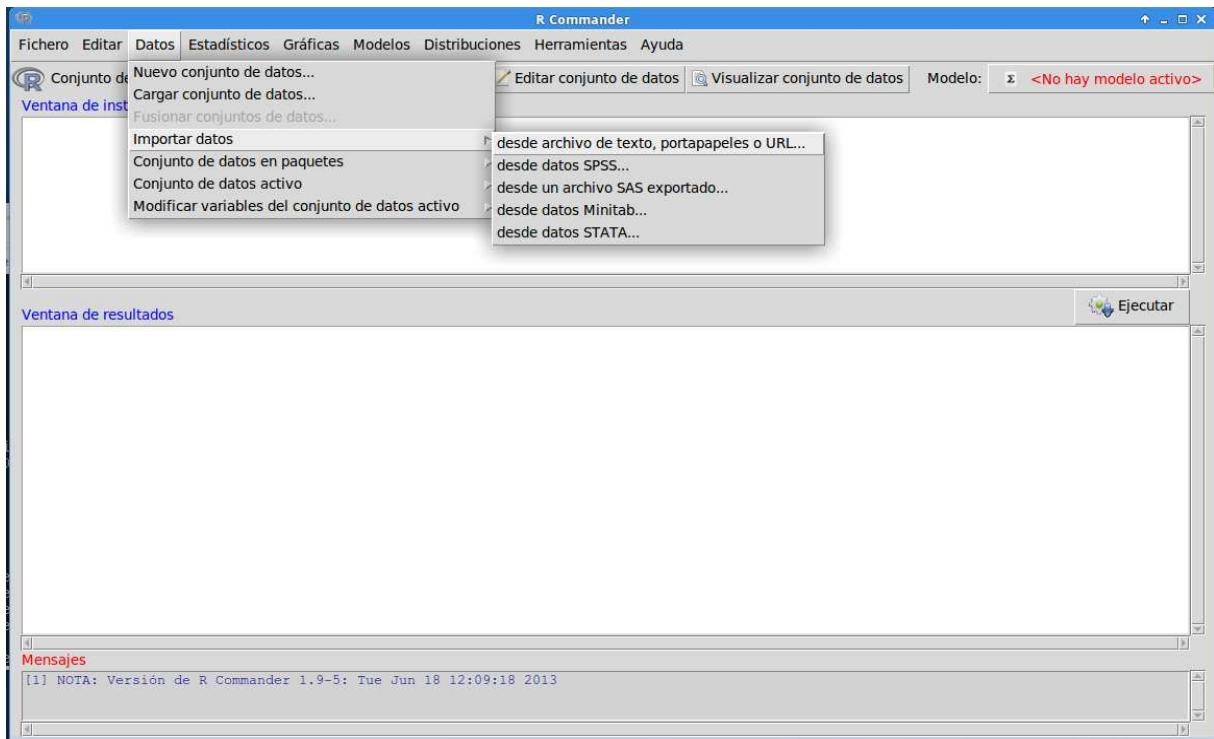 R Commander
Fichero Editar Datos Estadísticos Gráficas Modelos Distribuciones Herramientas Ayuda
Conjunto de
Editar conjunto de datos
Visualizar conjunto de datos
Modelo:
Σ <No hay modelo activo>
Ventana de inst
Nuevo conjunto de datos...
Cargar conjunto de datos...
Fusionar conjuntos de datos...
Importar datos
Conjunto de datos en paquetes
Conjunto de datos activo
Modificar variables del conjunto de datos activo
desde archivo de texto, portapapeles o URL...
desde datos SPSS...
desde un archivo SAS exportado...
desde datos Minitab...
desde datos STATA...
Ejecutar
Ventana de resultados
Mensajes
[1] NOTA: Versión de R Commander 1.9-5: Tue Jun 18 12:09:18 2013